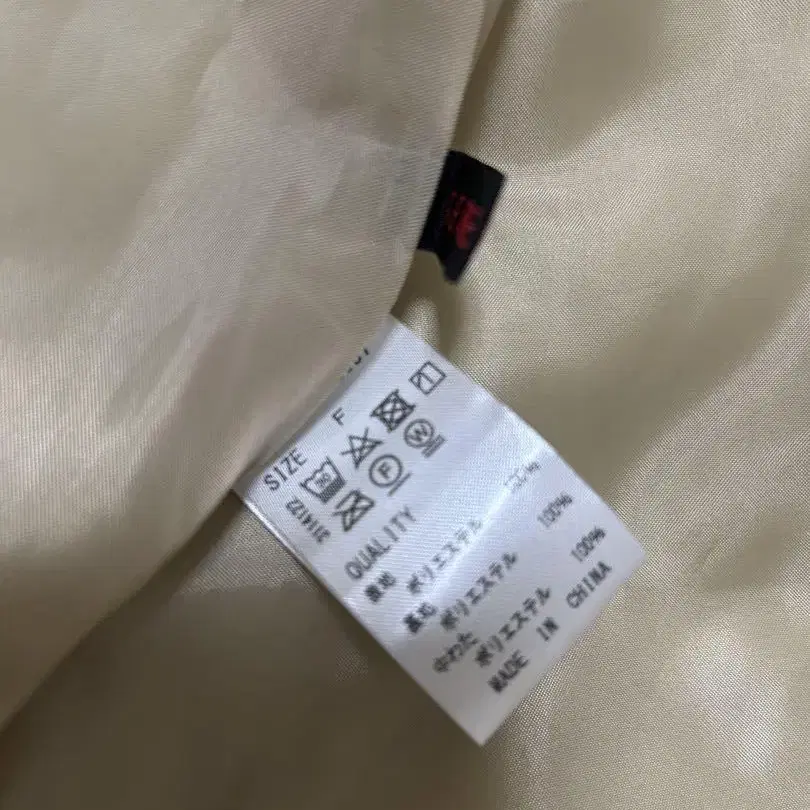 SIZE F
30
W
F
QUALITY
表地 ポリエステル 100%
裏地 ポリエステル 100%
中わた ポリエステル 100%
MADE IN CHINA